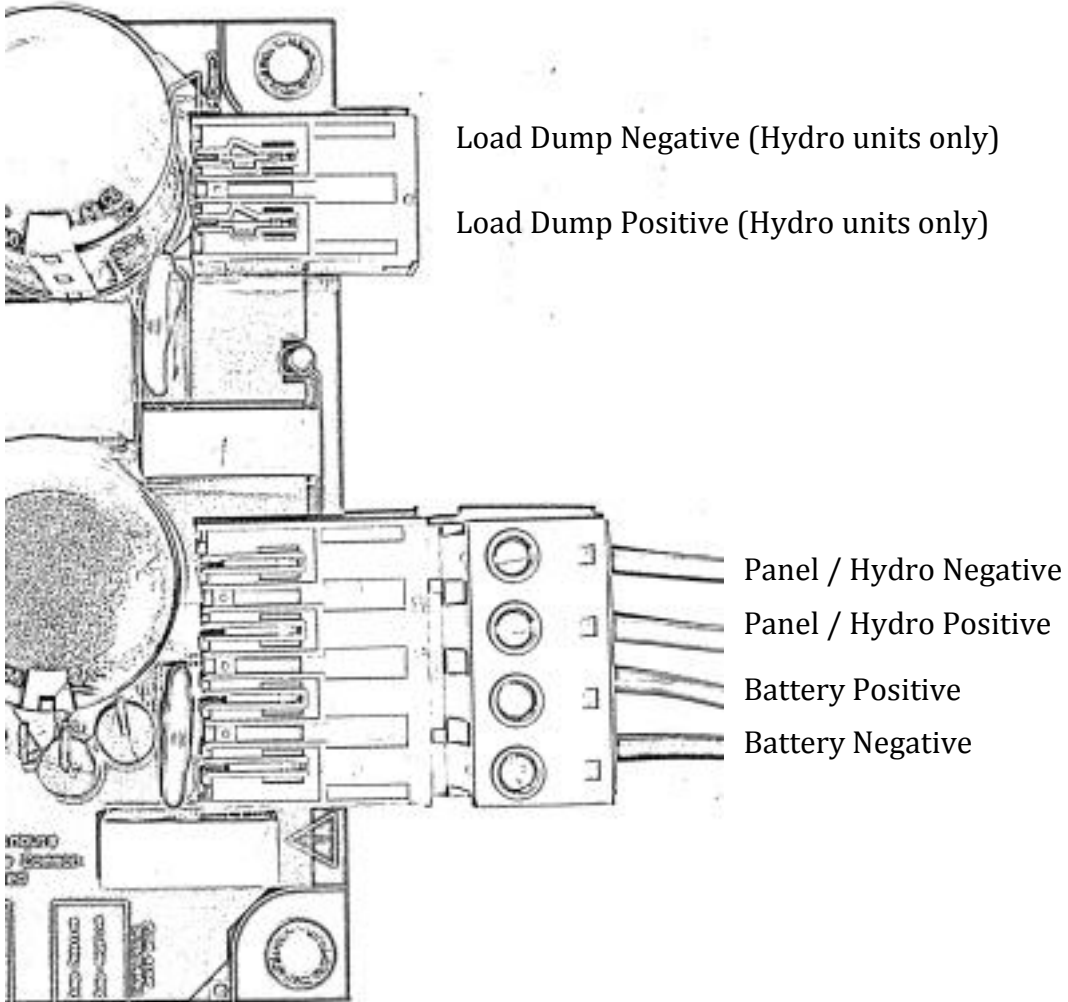 Load Dump Negative (Hydro units only)
Load Dump Positive (Hydro units only)
Panel / Hydro Negative
Panel / Hydro Positive
Battery Positive
Battery Negative